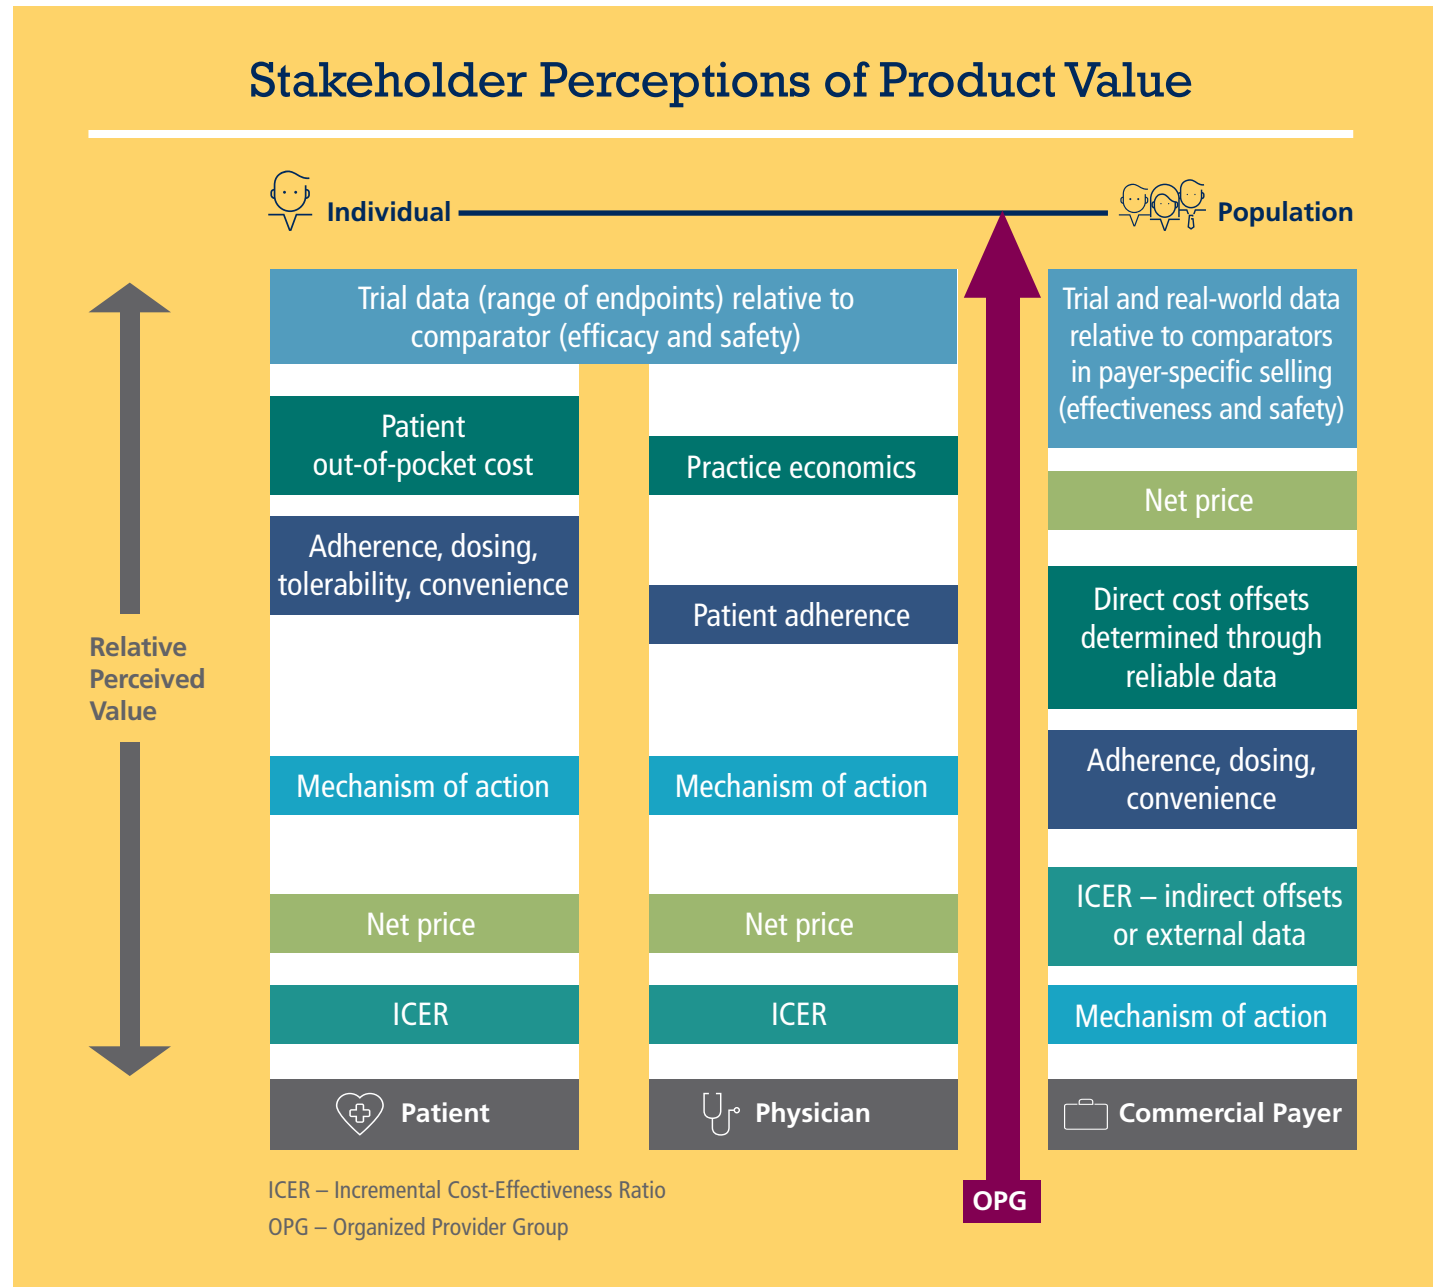 Stakeholder Perceptions of Product Value
Individual
Population
Relative
Perceived
Value
Trial data (range of endpoints) relative to
comparator (efficacy and safety)
Patient
out-of-pocket cost
Adherence, dosing,
tolerability, convenience
Mechanism of action
Net price
ICER
Patient
Practice economics
Patient adherence
Mechanism of action
Net price
ICER
Physician
OPG
Trial and real-world data
relative to comparators
in payer-specific selling
(effectiveness and safety)
Net price
Direct cost offsets
determined through
reliable data
Adherence, dosing,
convenience
ICER – indirect offsets
or external data
Mechanism of action
Commercial Payer
ICER – Incremental Cost-Effectiveness Ratio
OPG – Organized Provider Group